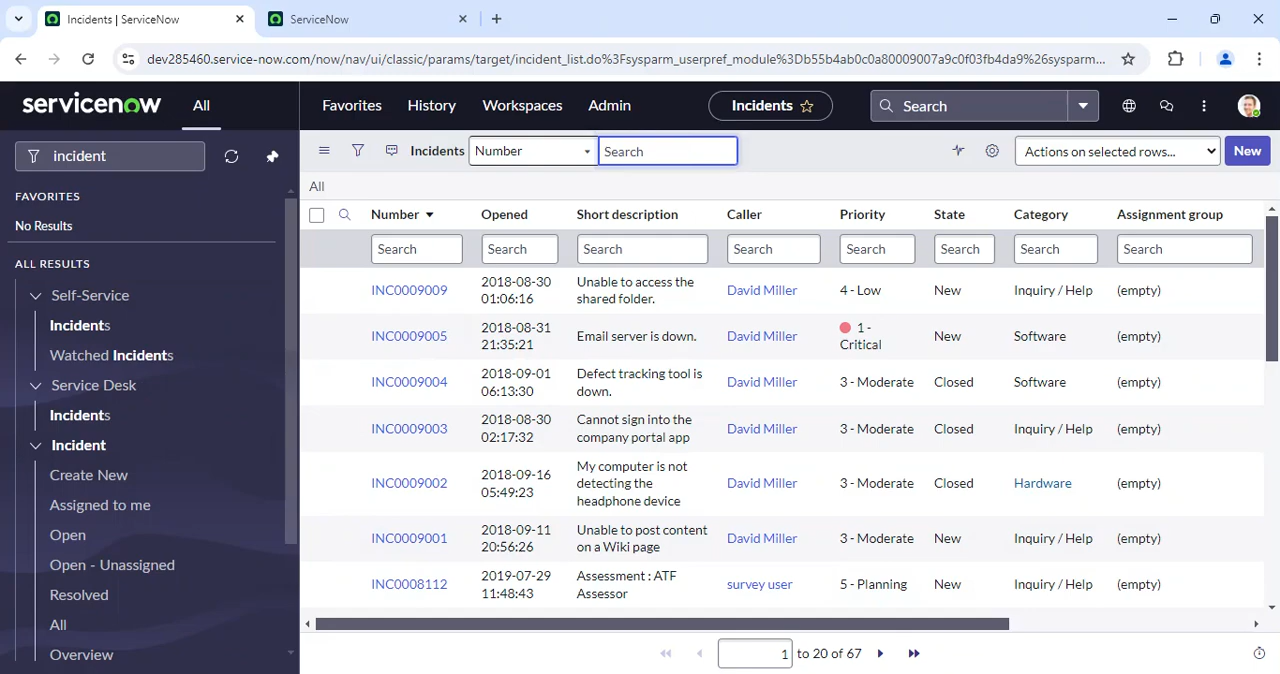 Incidents | ServiceNow
ServiceNow
dev285460.service-now.com/now/nav/ui/classic/params/target/incident_list.do%3Fsysparm_userpref_module%3Db55b4ab0c0a80009007a9c0f03fb4da9%26sysparm...
servicenow
All
Favorites
History
Workspaces
Admin
Incidents
Search
incident
FAVORITES
No Results
ALL RESULTS
Self-Service
Incidents
Watched Incidents
Service Desk
Incidents
Incident
Create New
Assigned to me
Open
Open - Unassigned
Resolved
All
Overview
Incidents
Number
Search
Actions on selected rows...
New
All
Number Opened Short description Caller Priority State Category Assignment group
Search Search Search Search Search Search Search Search
INC0009009 2018-08-30 01:06:16 Unable to access the shared folder. David Miller 4 - Low New Inquiry / Help (empty)
INC0009005 2018-08-31 21:35:21 Email server is down. David Miller 1 - Critical New Software (empty)
INC0009004 2018-09-01 06:13:30 Defect tracking tool is down. David Miller 3 - Moderate Closed Software (empty)
INC0009003 2018-08-30 02:17:32 Cannot sign into the company portal app David Miller 3 - Moderate Closed Inquiry / Help (empty)
INC0009002 2018-09-16 05:49:23 My computer is not detecting the headphone device David Miller 3 - Moderate Closed Hardware (empty)
INC0009001 2018-09-11 20:56:26 Unable to post content on a Wiki page David Miller 3 - Moderate New Inquiry / Help (empty)
INC0008112 2019-07-29 11:48:43 Assessment : ATF Assessor survey user 5 - Planning New Inquiry / Help (empty)
1 to 20 of 67